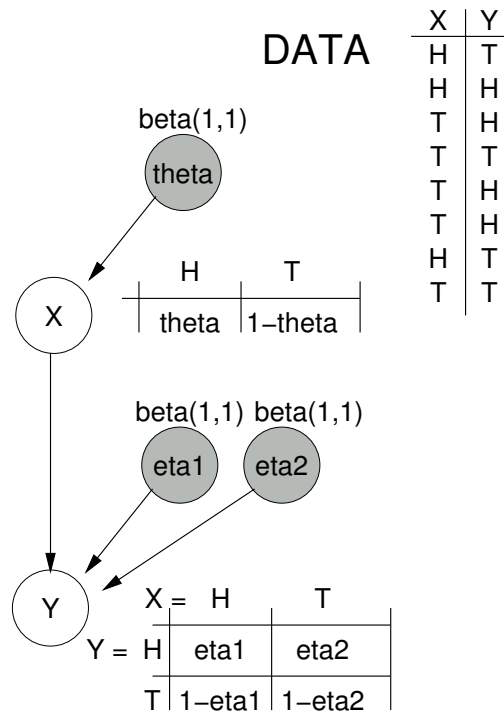 DATA
X Y
H T
H H
T H
T T
T H
T H
H T
T T
beta(1,1)
theta
H T
X
theta 1−theta
beta(1,1) beta(1,1)
eta1 eta2
Y
X = H T
Y = H eta1 eta2
T 1−eta1 1−eta2